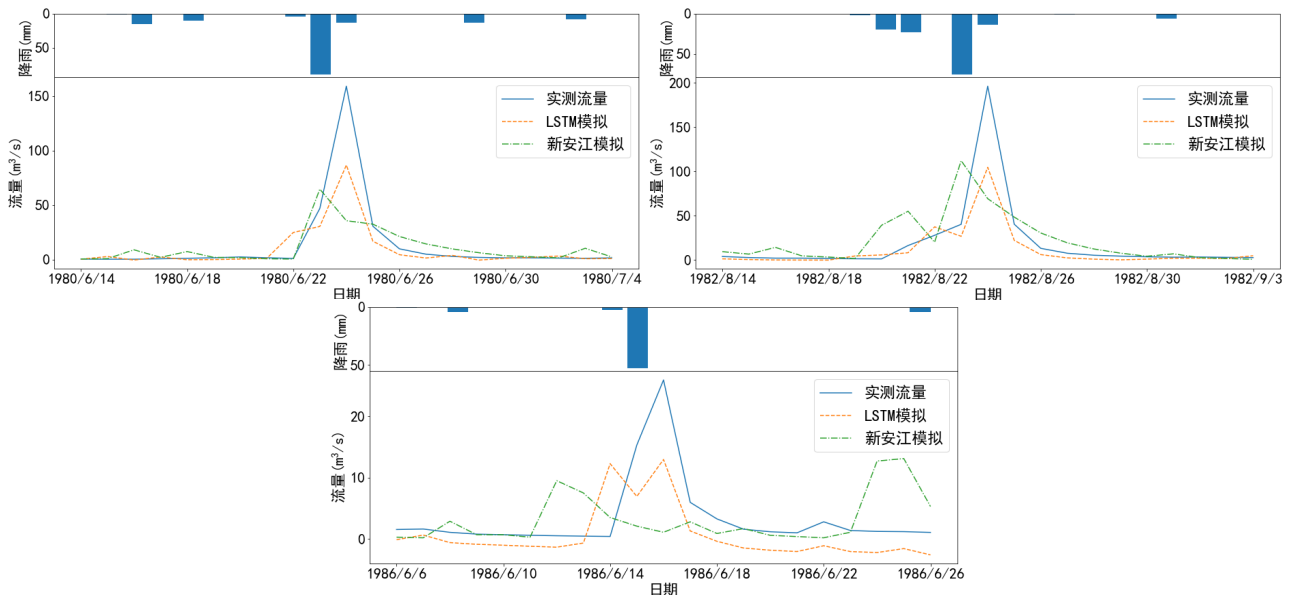 0
50
降雨(mm)
150
100
50
0
流量(m³/s)
实测流量
LSTM模拟
新安江模拟
1980/6/14
1980/6/18
1980/6/22
1980/6/26
1980/6/30
1980/7/4
日期
0
50
降雨(mm)
200
150
100
50
0
流量(m³/s)
实测流量
LSTM模拟
新安江模拟
1982/8/14
1982/8/18
1982/8/22
1982/8/26
1982/8/30
1982/9/3
日期
0
50
降雨(mm)
20
10
0
流量(m³/s)
实测流量
LSTM模拟
新安江模拟
1986/6/6
1986/6/10
1986/6/14
1986/6/18
1986/6/22
1986/6/26
日期